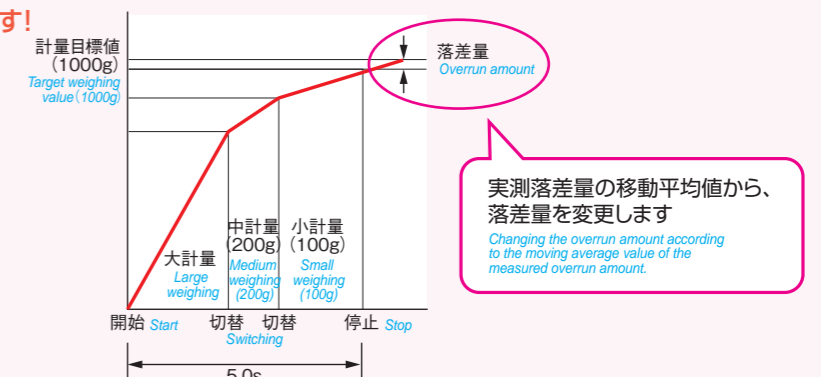 す!
計量目標値
(1000g)
Target weighing
value(1000g)
落差量
Overrun amount
実測落差量の移動平均値から、
落差量を変更します
Changing the overrun amount according
to the moving average value of the
measured overrun amount.
大計量
Large
weighing
中計量
(200g)
Medium
weighing
(200g)
小計量
(100g)
Small
weighing
(100g)
開始 Start
切替
切替
Switching
停止 Stop
5.0s